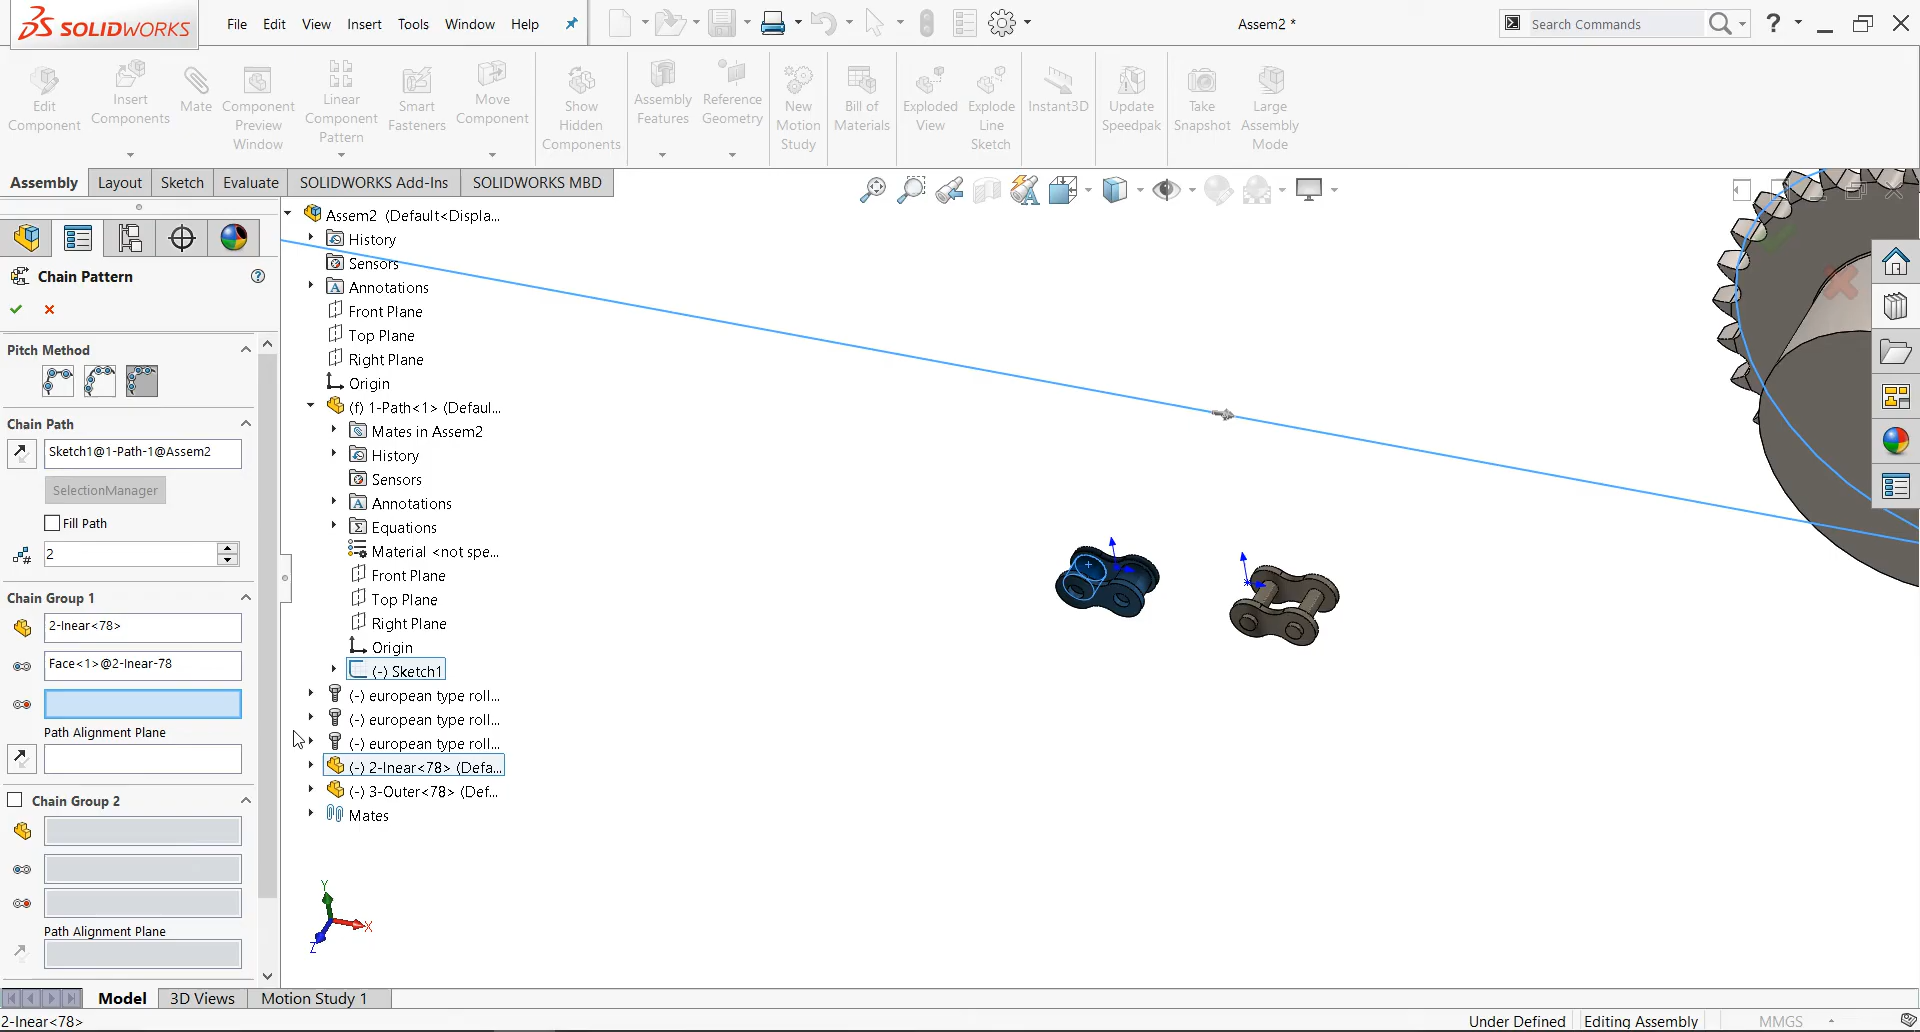 SOLIDWORKS
File Edit View Insert Tools Window Help
Assem2 *
Search Commands
?
Edit Component
Insert Components
Mate
Component Preview Window
Linear Component Pattern
Smart Fasteners
Move Component
Show Hidden Components
Assembly Features
Reference Geometry
New Motion Study
Bill of Materials
Exploded View
Explode Line Sketch
Instant3D
Update Speedpak
Take Snapshot
Large Assembly Mode
Assembly Layout Sketch Evaluate SOLIDWORKS Add-Ins SOLIDWORKS MBD
Chain Pattern
?
Pitch Method
Chain Path
Sketch1@1-Path-1@Assem2
SelectionManager
Fill Path
2
Chain Group 1
2-Inear<78>
Face<1>@2-Inear-78
Path Alignment Plane
Chain Group 2
Path Alignment Plane
Assem2 (Default<Displa...
History
Sensors
Annotations
Front Plane
Top Plane
Right Plane
Origin
(f) 1-Path<1> (Defaul...
Mates in Assem2
History
Sensors
Annotations
Equations
Material <not spe...
Front Plane
Top Plane
Right Plane
Origin
(-) Sketch1
(-) european type roll...
(-) european type roll...
(-) european type roll...
(-) 2-Inear<78> (Defa...
(-) 3-Outer<78> (Def...
Mates
Y
X
Z
Model 3D Views Motion Study 1
2-Inear<78>
Under Defined Editing Assembly MMGS